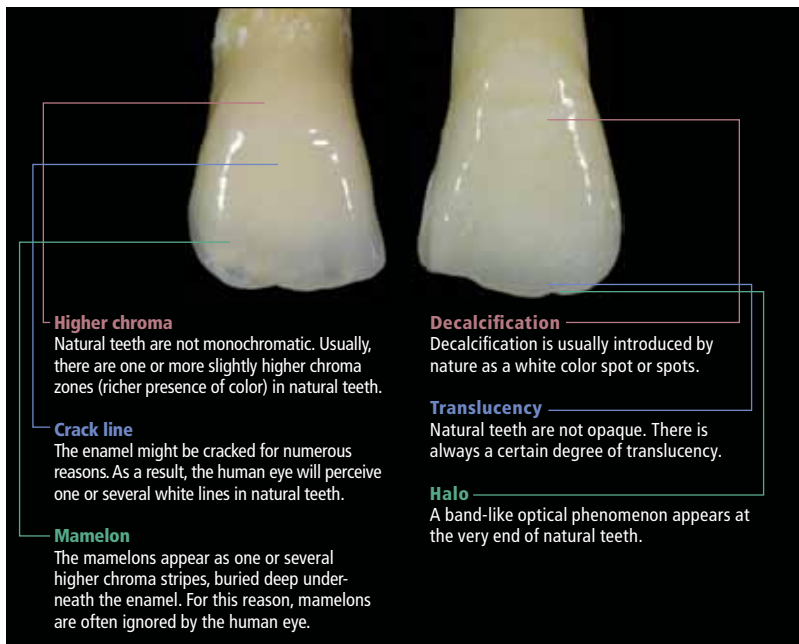 Higher chroma
Natural teeth are not monochromatic. Usually,
there are one or more slightly higher chroma
zones (richer presence of color) in natural teeth.
Crack line
The enamel might be cracked for numerous
reasons. As a result, the human eye will perceive
one or several white lines in natural teeth.
Mamelon
The mamelons appear as one or several
higher chroma stripes, buried deep under-
neath the enamel. For this reason, mamelons
are often ignored by the human eye.
Decalcification
Decalcification is usually introduced by
nature as a white color spot or spots.
Translucency
Natural teeth are not opaque. There is
always a certain degree of translucency.
Halo
A band-like optical phenomenon appears at
the very end of natural teeth.